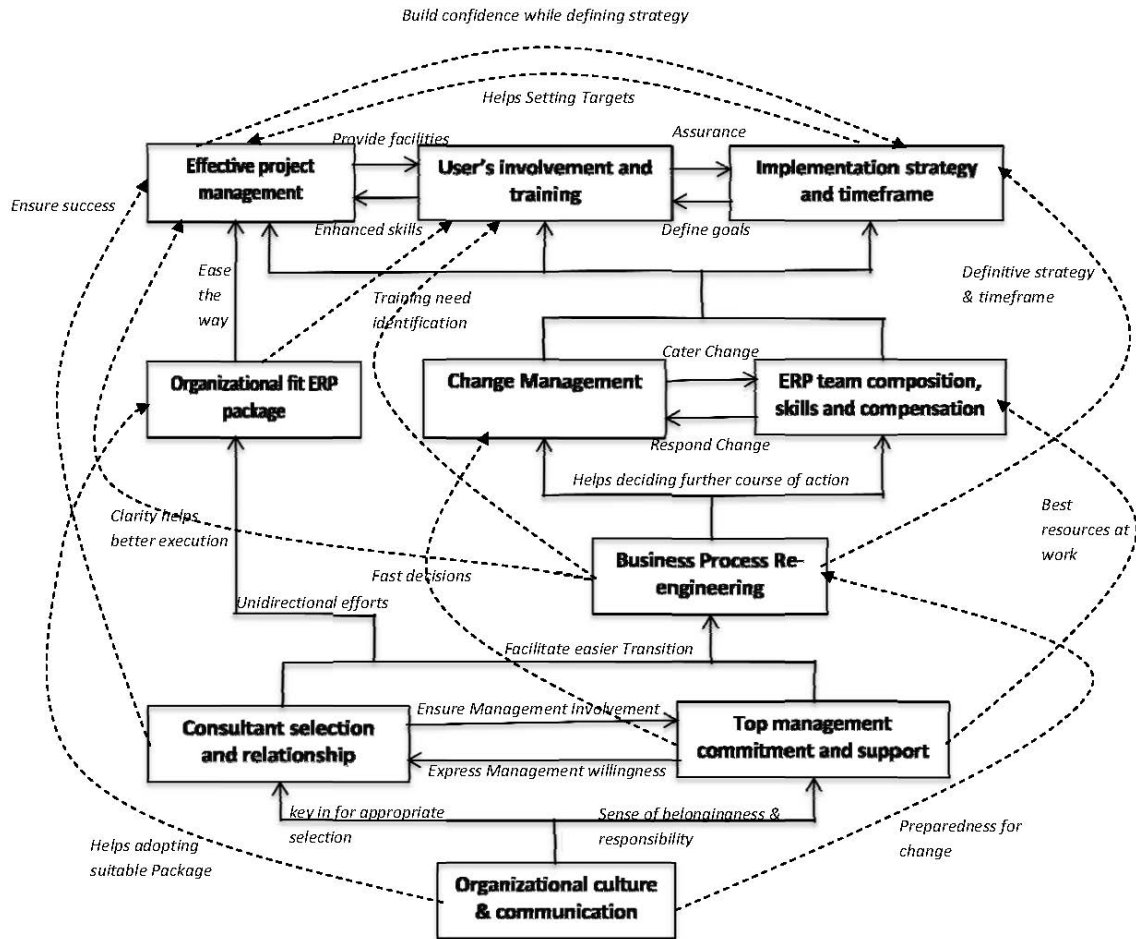 Build confidence while defining strategy
Helps Setting Targets
Provide facilities
Assurance
Effective project
management
User's involvement and
training
Implementation strategy
and timeframe
Ensure success
Enhanced skills
Define goals
Ease
the
way
Training need
identification
Definitive strategy
& timeframe
Organizational fit ERP
package
Change Management
Cater Change
ERP team composition,
skills and compensation
Respond Change
Helps deciding further course of action
Clarity helps
better execution
Best
resources at
work
Fast decisions
Business Process Re-
engineering
Unidirectional efforts
Facilitate easier Transition
Consultant selection
and relationship
Ensure Management Involvement
Top management
commitment and support
Express Management willingness
key in for appropriate
selection
Sense of belongingness &
responsibility
Preparedness for
change
Helps adopting
suitable Package
Organizational culture
& communication